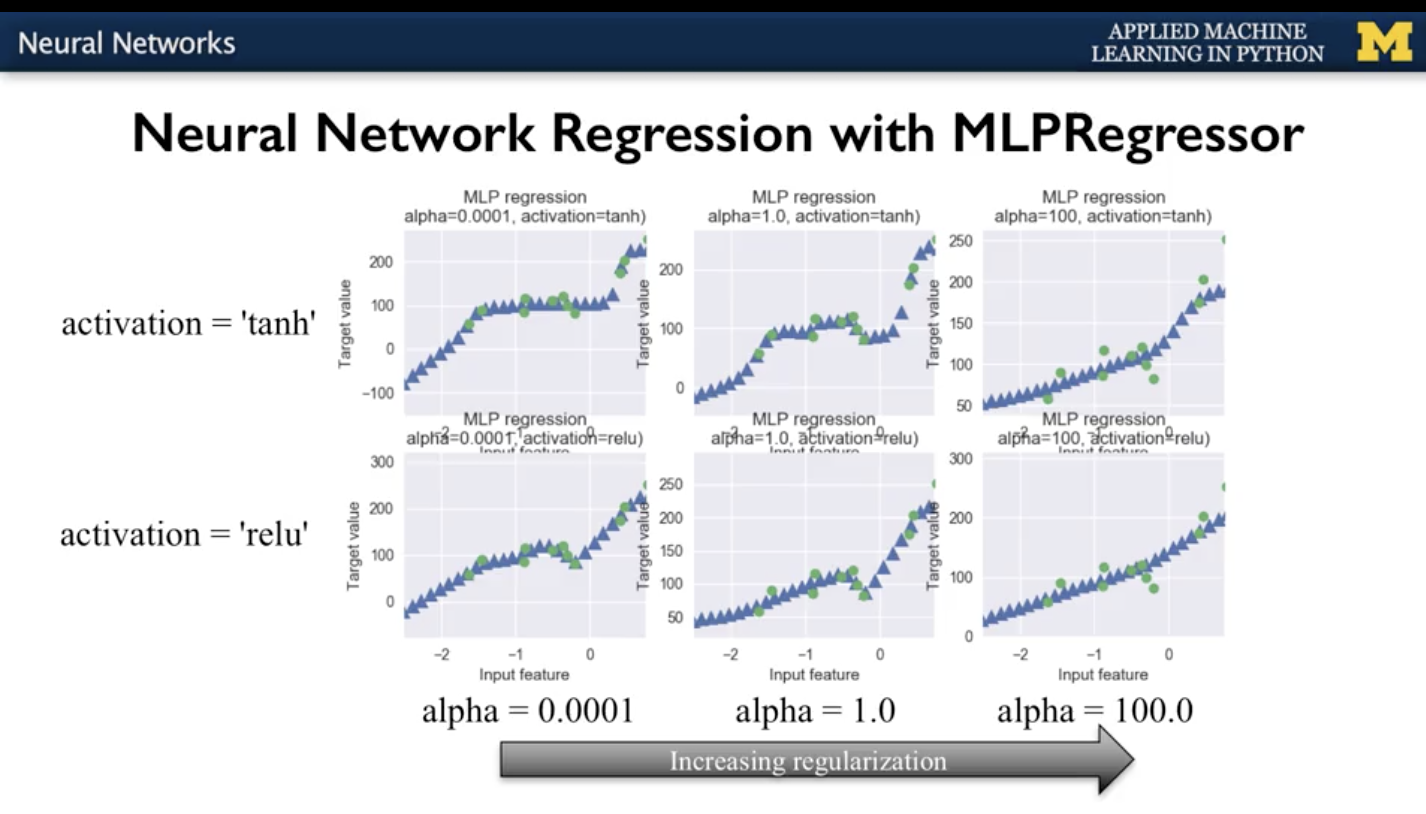 Neural Networks
APPLIED MACHINE
LEARNING IN PYTHON
M
Neural Network Regression with MLPRegressor
activation = 'tanh'
MLP regression
alpha=0.0001, activation=tanh)
Target value
200
100
0
−100
MLP regression
alpha=1.0, activation=tanh)
Target value
200
100
0
MLP regression
alpha=100, activation=tanh)
Target value
250
200
150
100
50
activation = 'relu'
MLP regression
alpha=0.0001, activation=relu)
Target value
300
200
100
0
−2 −1 0
Input feature
MLP regression
alpha=1.0, activation=relu)
Target value
250
200
150
100
50
−2 −1 0
Input feature
MLP regression
alpha=100, activation=relu)
Target value
300
200
100
0
−2 −1 0
Input feature
alpha = 0.0001
alpha = 1.0
alpha = 100.0
Increasing regularization